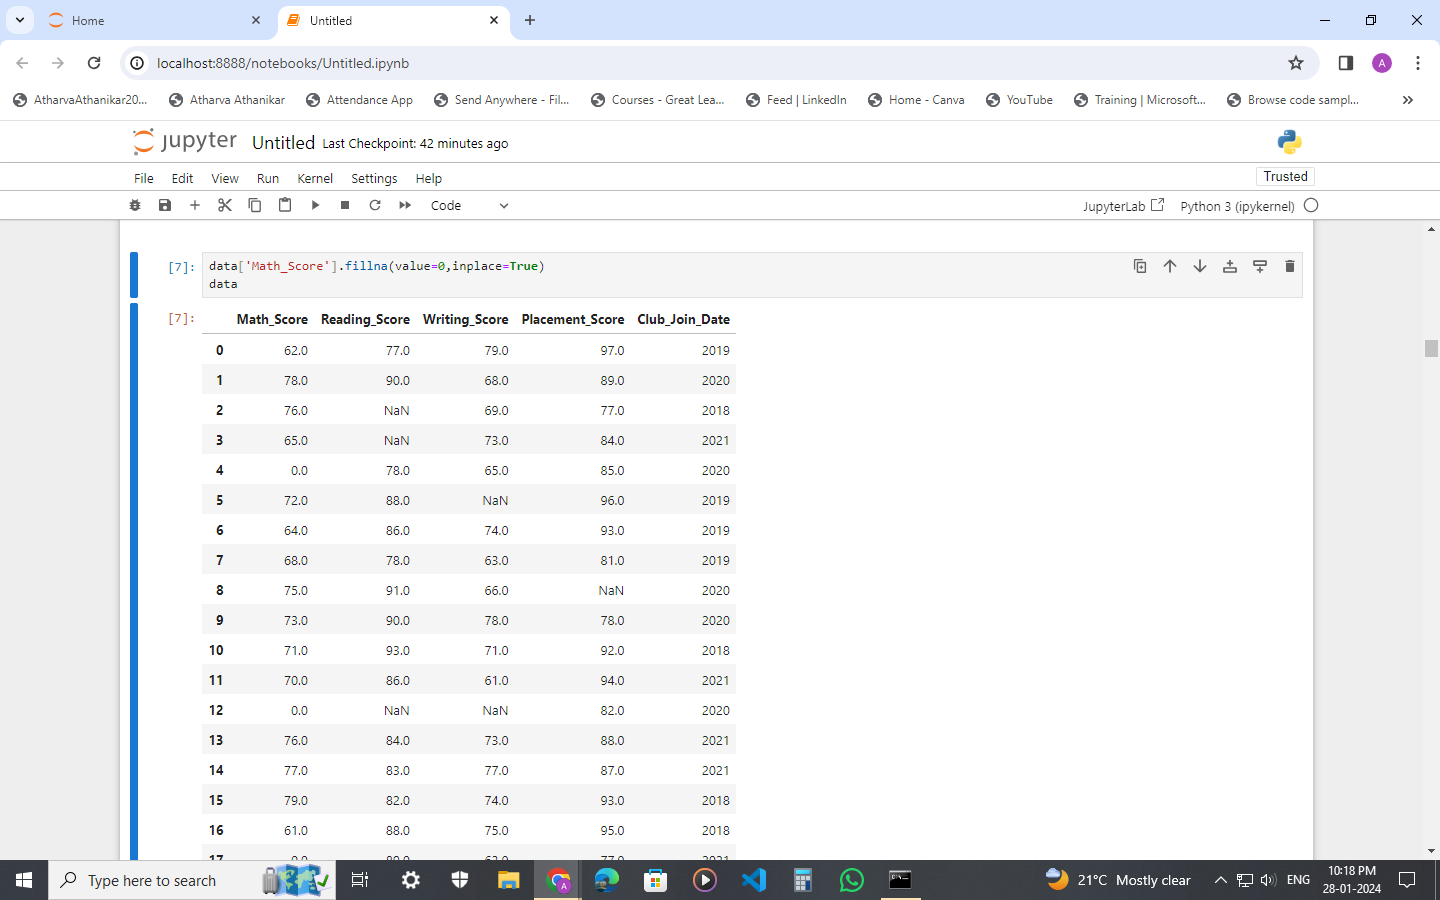 Home
Untitled
localhost:8888/notebooks/Untitled.ipynb
A
AtharvaAthanikar20...
Atharva Athanikar
Attendance App
Send Anywhere - Fil...
Courses - Great Lea...
Feed | LinkedIn
Home - Canva
YouTube
Training | Microsoft...
Browse code sampl...
jupyter Untitled Last Checkpoint: 42 minutes ago
File Edit View Run Kernel Settings Help
Trusted
Code
JupyterLab
Python 3 (ipykernel)
[7]: data['Math_Score'].fillna(value=0,inplace=True)
data
[7]: Math_Score Reading_Score Writing_Score Placement_Score Club_Join_Date
0 62.0 77.0 79.0 97.0 2019
1 78.0 90.0 68.0 89.0 2020
2 76.0 NaN 69.0 77.0 2018
3 65.0 NaN 73.0 84.0 2021
4 0.0 78.0 65.0 85.0 2020
5 72.0 88.0 NaN 96.0 2019
6 64.0 86.0 74.0 93.0 2019
7 68.0 78.0 63.0 81.0 2019
8 75.0 91.0 66.0 NaN 2020
9 73.0 90.0 78.0 78.0 2020
10 71.0 93.0 71.0 92.0 2018
11 70.0 86.0 61.0 94.0 2021
12 0.0 NaN NaN 82.0 2020
13 76.0 84.0 73.0 88.0 2021
14 77.0 83.0 77.0 87.0 2021
15 79.0 82.0 74.0 93.0 2018
16 61.0 88.0 75.0 95.0 2018
17
Type here to search
A
21°C Mostly clear
ENG
10:18 PM
28-01-2024